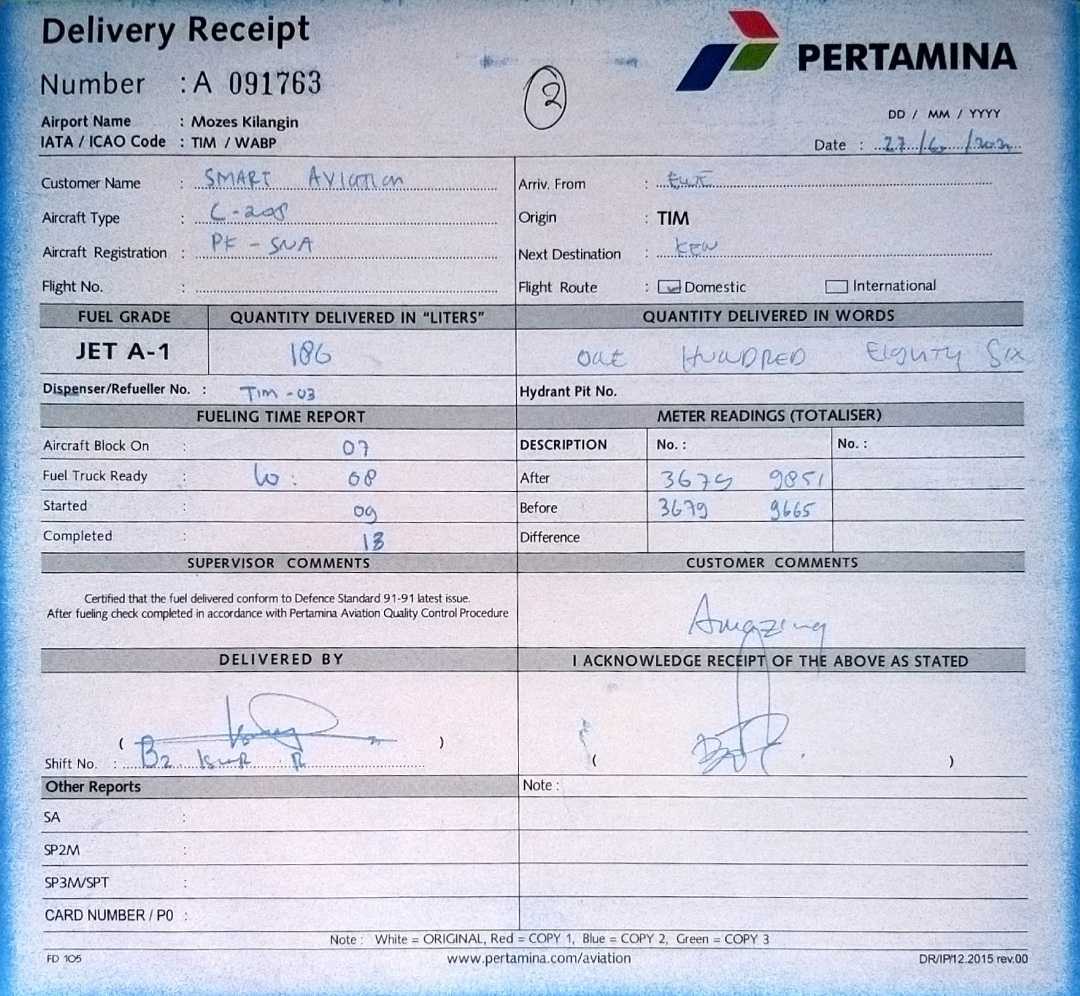 Delivery Receipt
PERTAMINA
Number : A 091763
2
Airport Name : Mozes Kilangin
DD / MM / YYYY
IATA / ICAO Code : TIM / WABP
Date : 27/
Customer Name : SMART AVIATION
Arriv. From :
Aircraft Type : C-208
Origin : TIM
Aircraft Registration : PK - SNA
Next Destination :
Flight No. :
Flight Route : Domestic International
FUEL GRADE QUANTITY DELIVERED IN "LITERS" QUANTITY DELIVERED IN WORDS
JET A-1 186 ONE HUNDRED EIGHTY SIX
Dispenser/Refueller No. : TIM -03
Hydrant Pit No.
FUELING TIME REPORT METER READINGS (TOTALISER)
Aircraft Block On : 07
DESCRIPTION No. : No. :
Fuel Truck Ready : 08
After 3679 9851
Started : 09
Before 3679 9665
Completed : 13
Difference
SUPERVISOR COMMENTS CUSTOMER COMMENTS
Certified that the fuel delivered conform to Defence Standard 91-91 latest issue.
After fueling check completed in accordance with Pertamina Aviation Quality Control Procedure
Amazing
DELIVERED BY I ACKNOWLEDGE RECEIPT OF THE ABOVE AS STATED
( )
Shift No. : B2
( )
Other Reports Note :
SA :
SP2M :
SP3M/SPT :
CARD NUMBER / PO :
Note : White = ORIGINAL, Red = COPY 1, Blue = COPY 2, Green = COPY 3
FD 105 www.pertamina.com/aviation DR/IP/12.2015 rev.00